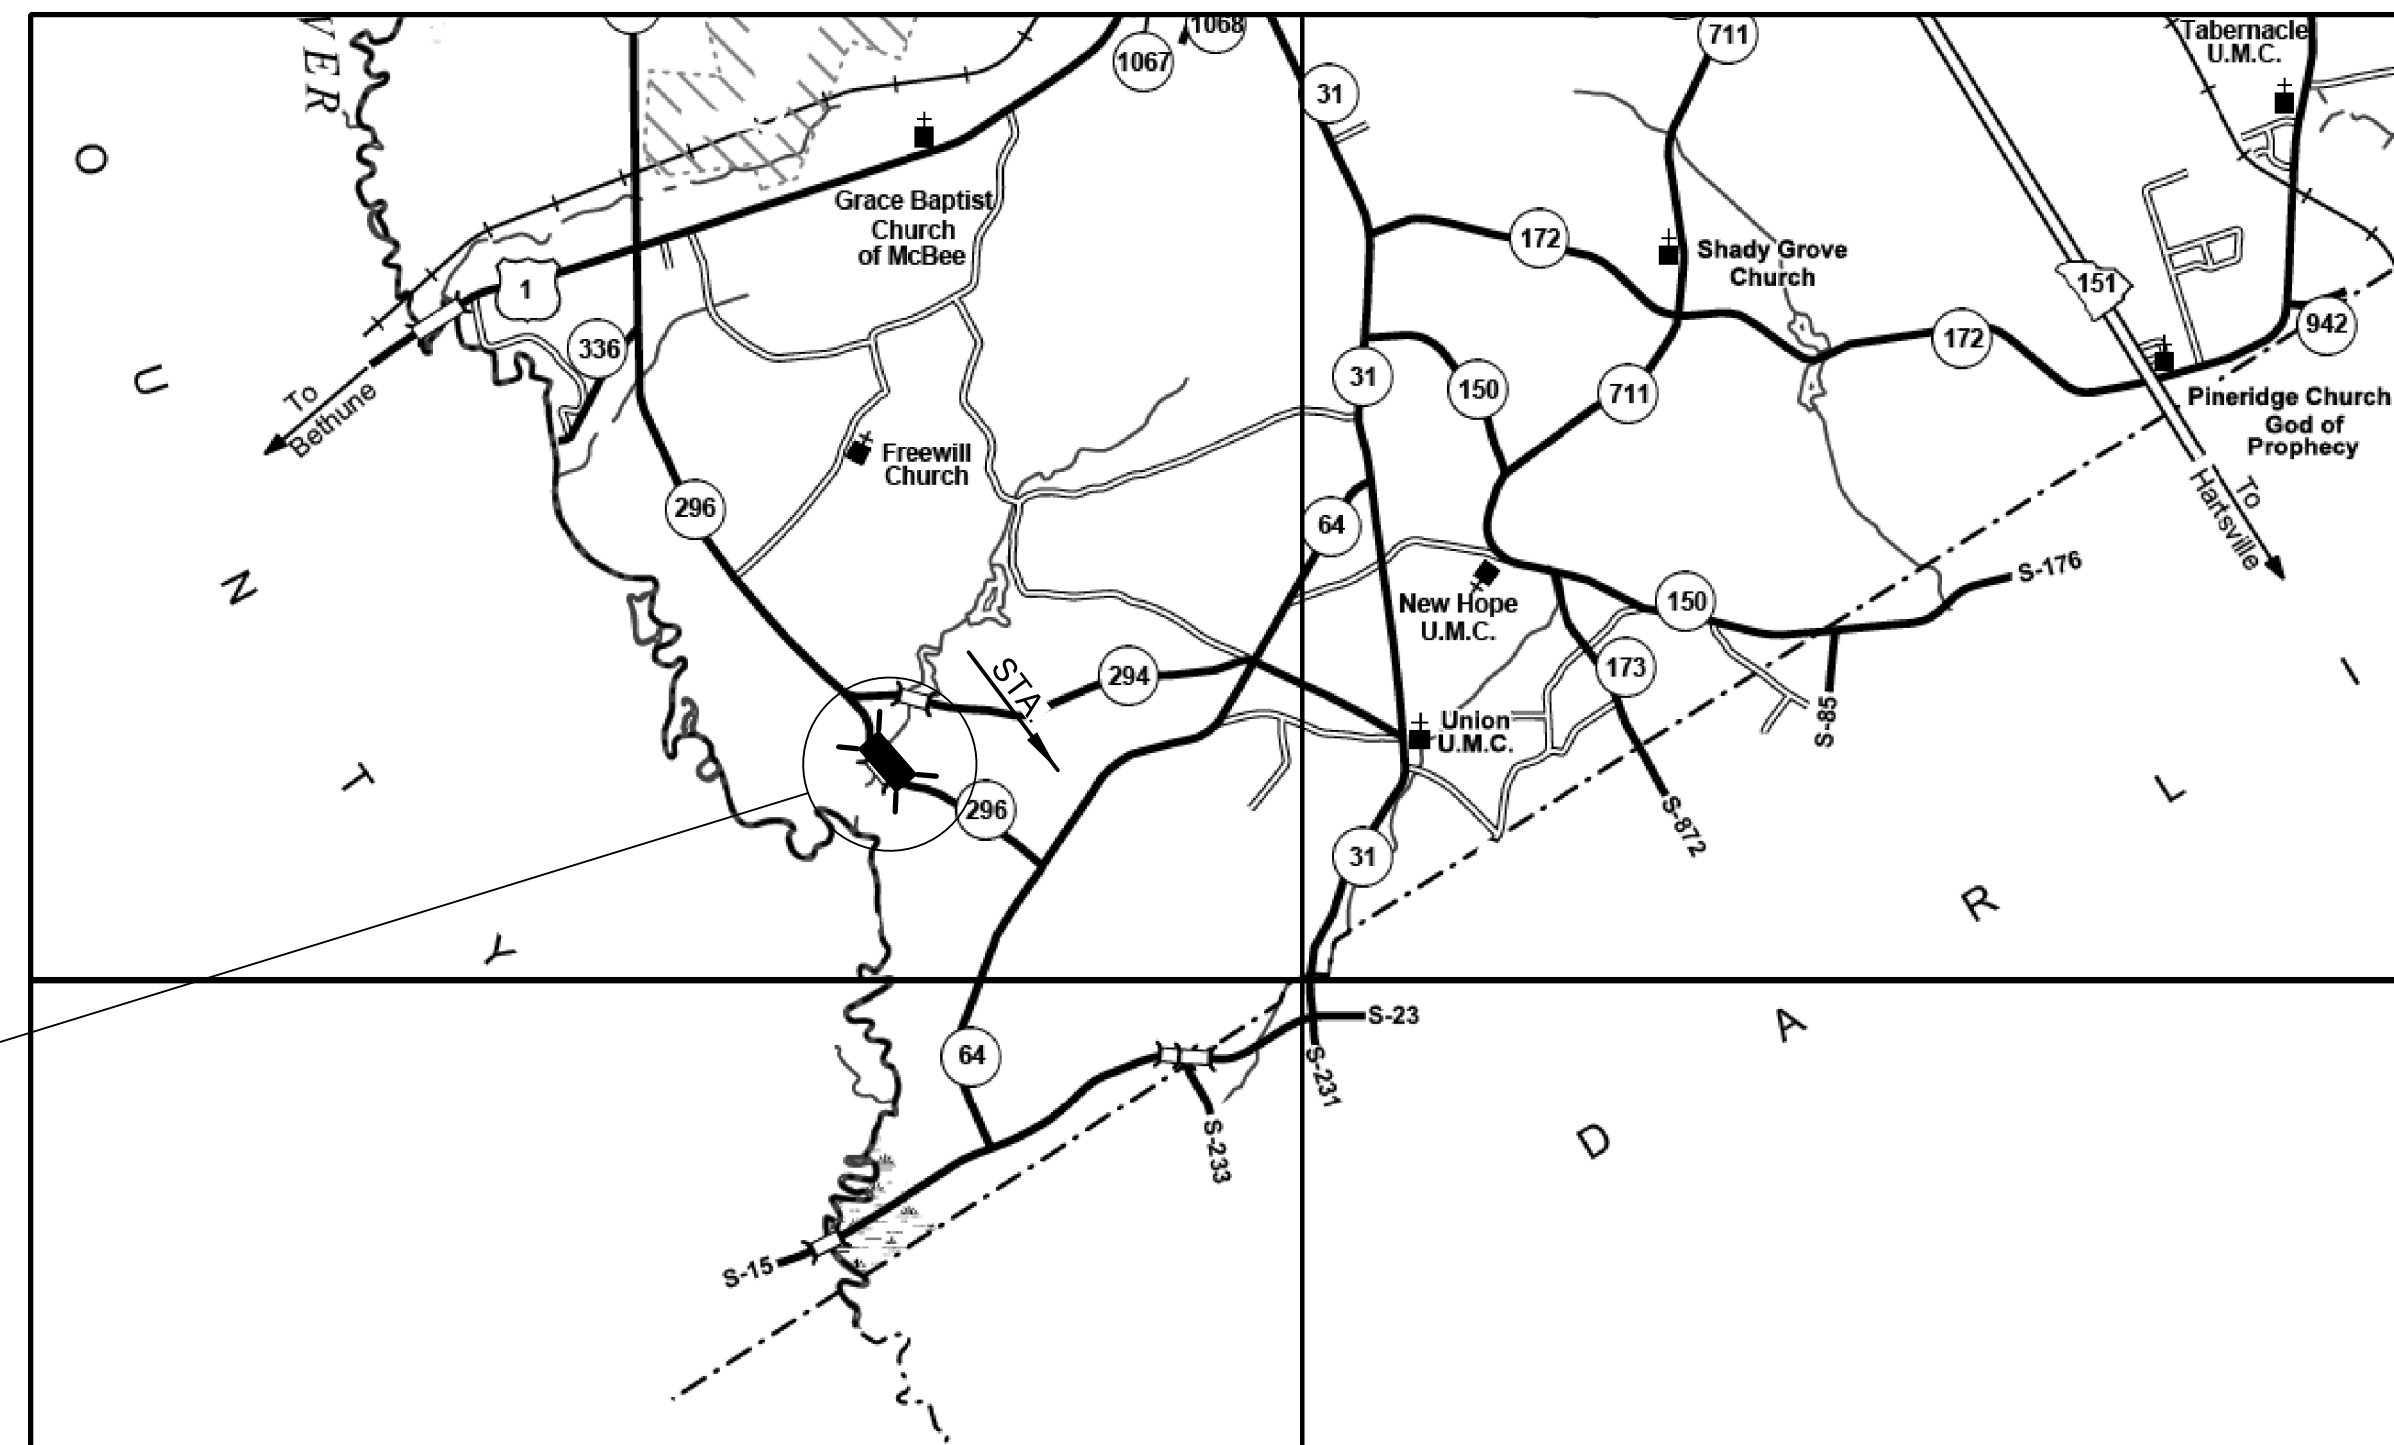 VER
1067
1068
31
711
Tabernacle
U.M.C.
O
U
N
T
Y
Grace Baptist
Church
of McBee
1
336
To
Bethune
172
Shady Grove
Church
151
942
172
31
150
711
Pineridge Church
God of
Prophecy
To
Hartsville
Freewill
Church
296
64
New Hope
U.M.C.
150
S-176
294
STA.
173
S-85
Union
U.M.C.
S-872
296
31
L
I
R
A
D
64
S-23
S-231
S-233
S-15